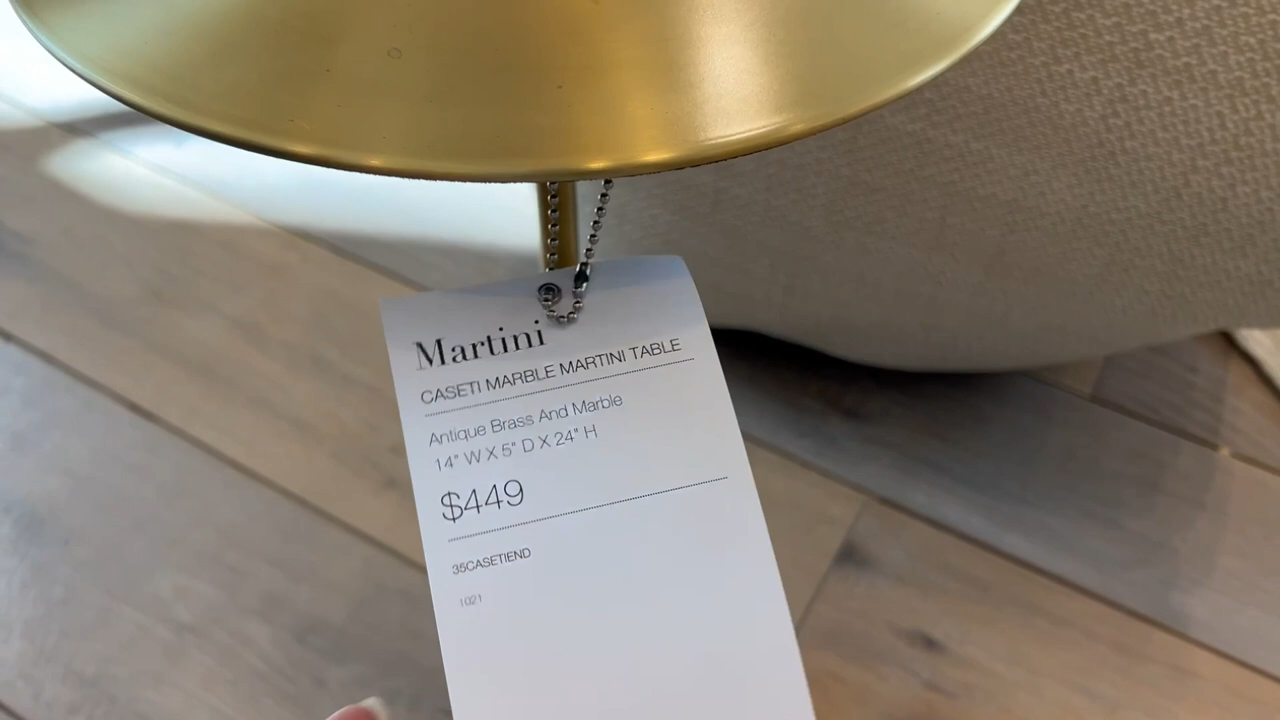 Martini
CASETI MARBLE MARTINI TABLE
Antique Brass And Marble
14" W X 5" D X 24" H
$449
35CASETIEND
1021